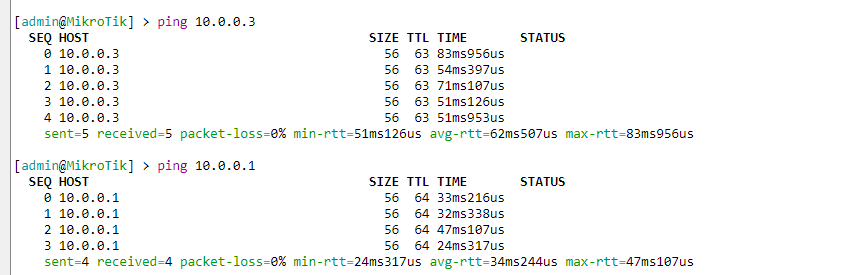 [admin@MikroTik] > ping 10.0.0.3
SEQ HOST SIZE TTL TIME STATUS
0 10.0.0.3 56 63 83ms956us
1 10.0.0.3 56 63 54ms397us
2 10.0.0.3 56 63 71ms107us
3 10.0.0.3 56 63 51ms126us
4 10.0.0.3 56 63 51ms953us
sent=5 received=5 packet-loss=0% min-rtt=51ms126us avg-rtt=62ms507us max-rtt=83ms956us
[admin@MikroTik] > ping 10.0.0.1
SEQ HOST SIZE TTL TIME STATUS
0 10.0.0.1 56 64 33ms216us
1 10.0.0.1 56 64 32ms338us
2 10.0.0.1 56 64 47ms107us
3 10.0.0.1 56 64 24ms317us
sent=4 received=4 packet-loss=0% min-rtt=24ms317us avg-rtt=34ms244us max-rtt=47ms107us